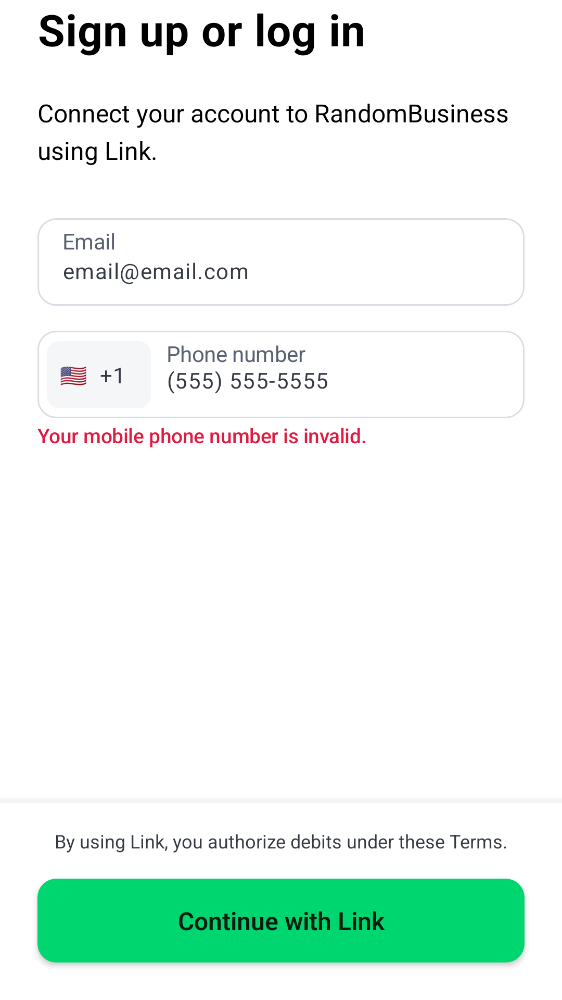 Sign up or log in
Connect your account to RandomBusiness
using Link.
Email
email@email.com
Phone number
🇺🇸 +1
(555) 555-5555
Your mobile phone number is invalid.
By using Link, you authorize debits under these Terms.
Continue with Link